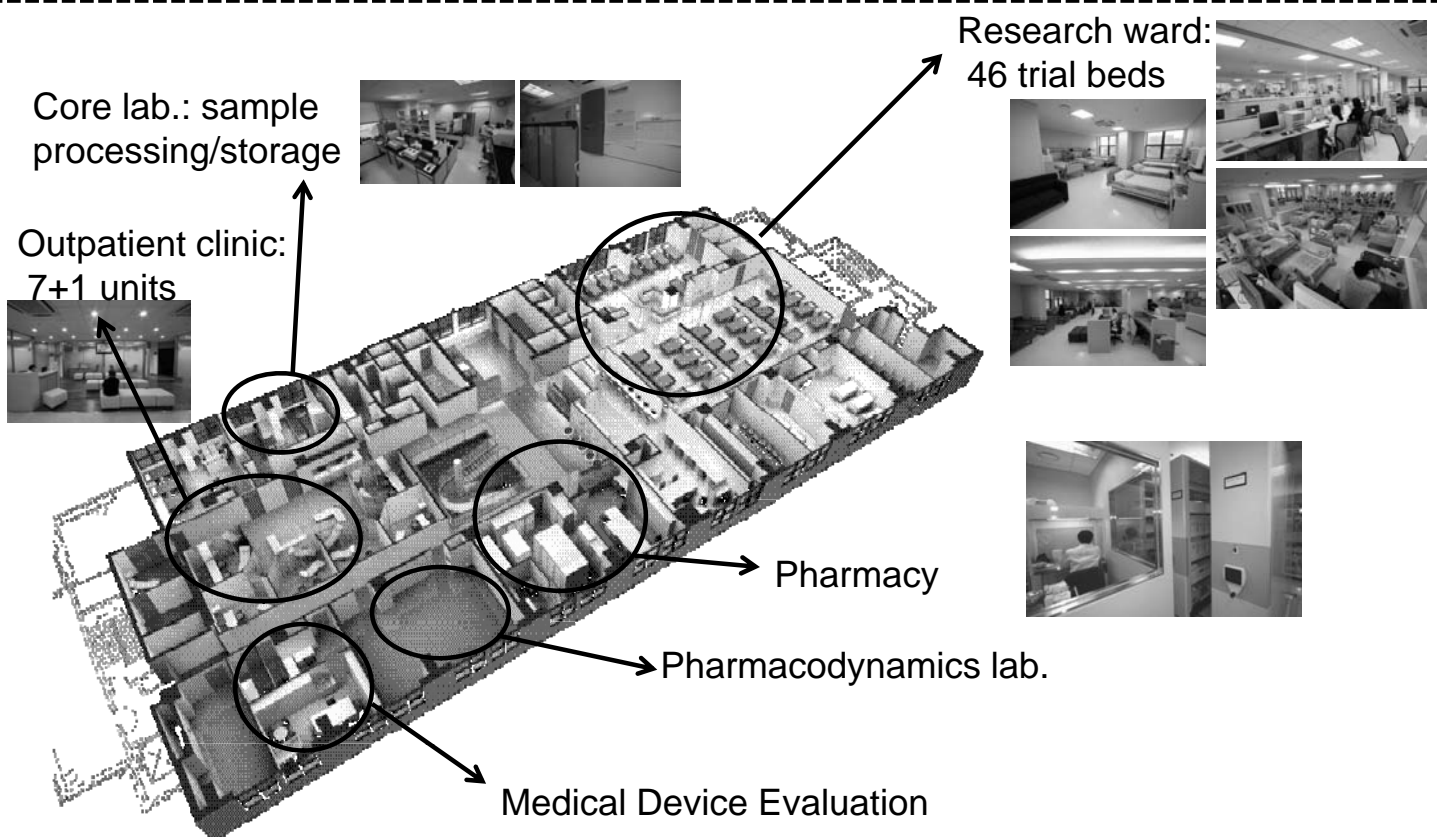 Research ward:
46 trial beds
Core lab.: sample
processing/storage
Outpatient clinic:
7+1 units
Pharmacy
Pharmacodynamics lab.
Medical Device Evaluation